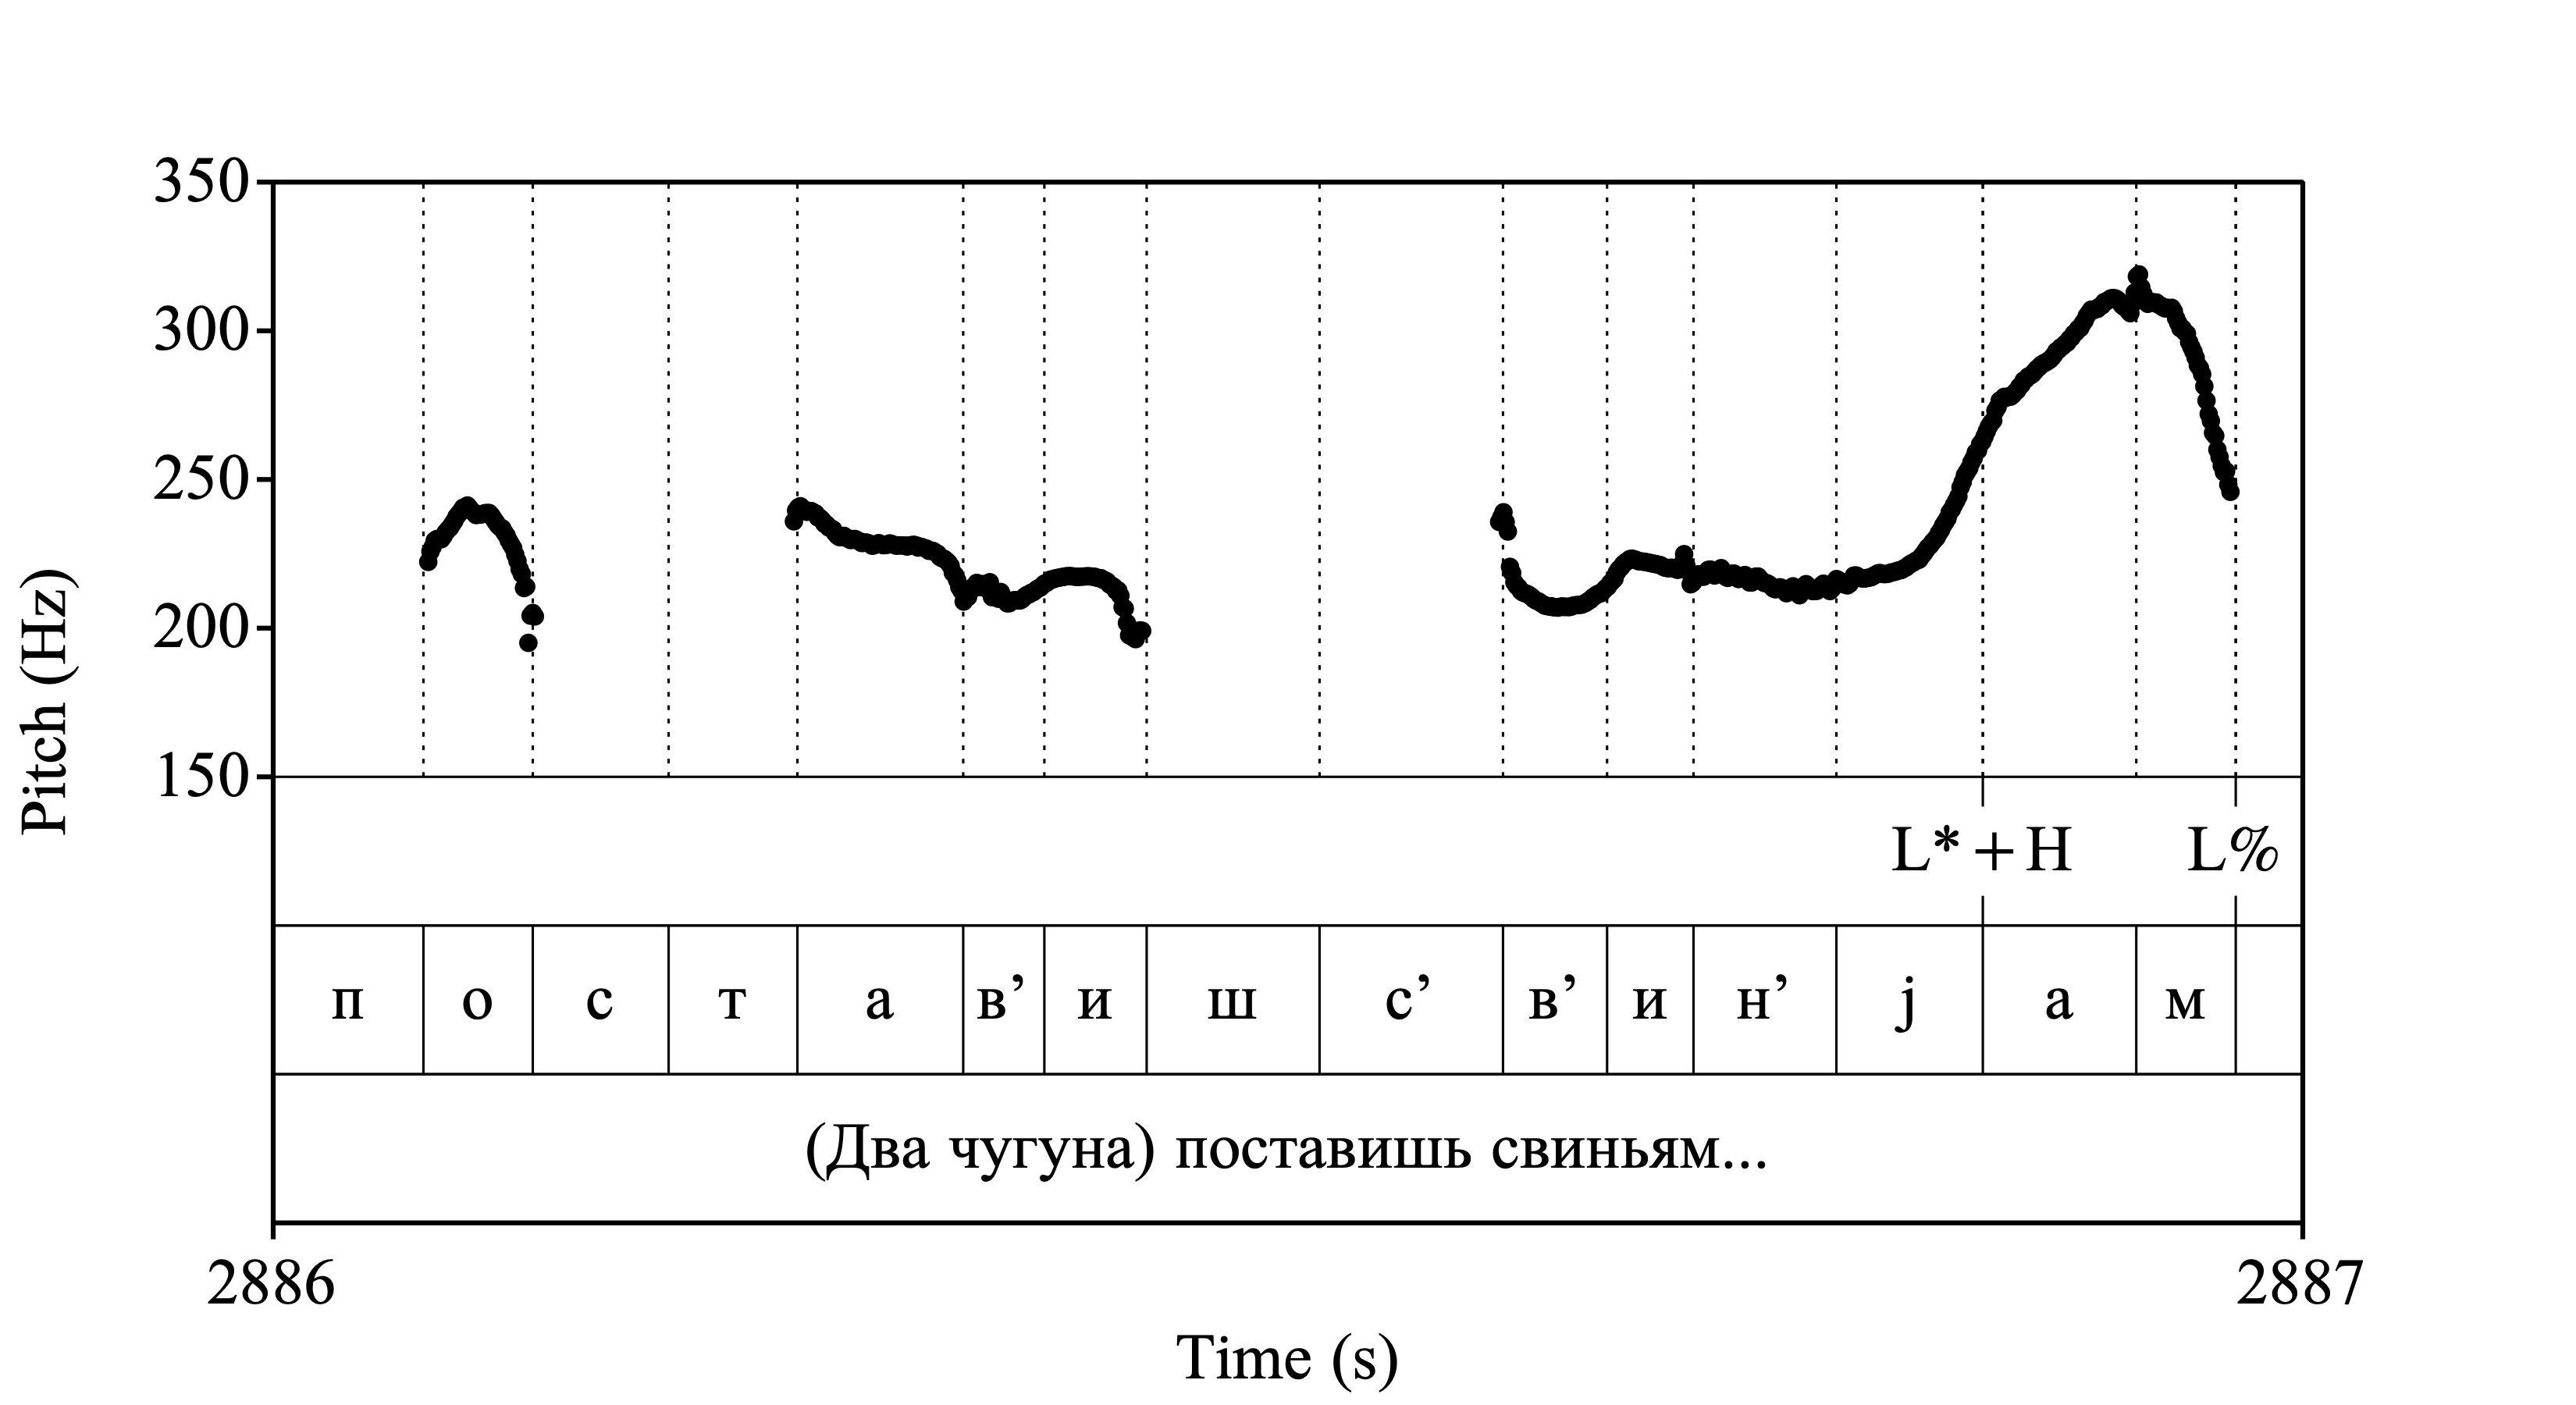 350
300
250
200
150
Pitch (Hz)
L*+H L%
п о с т а в’ и ш с’ в’ и н’ j а м
(Два чугуна) поставишь свиньям...
2886 2887
Time (s)